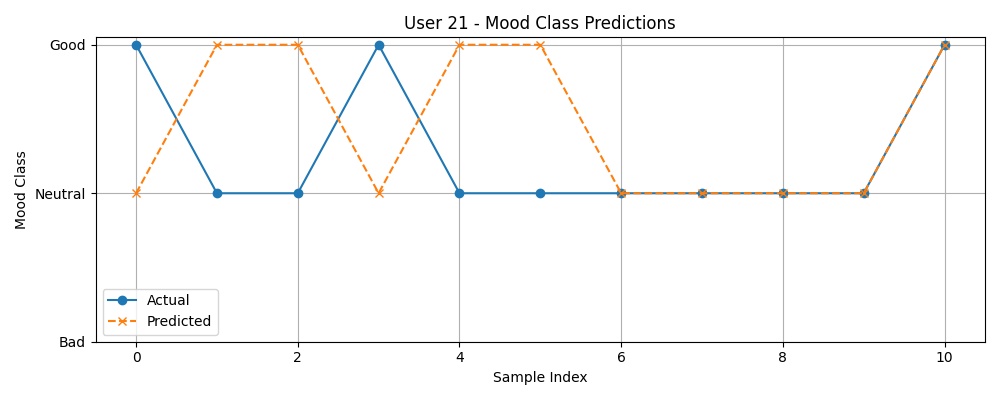 User 21 - Mood Class Predictions
Good
Neutral
Bad
Mood Class
Actual
Predicted
0 2 4 6 8 10
Sample Index